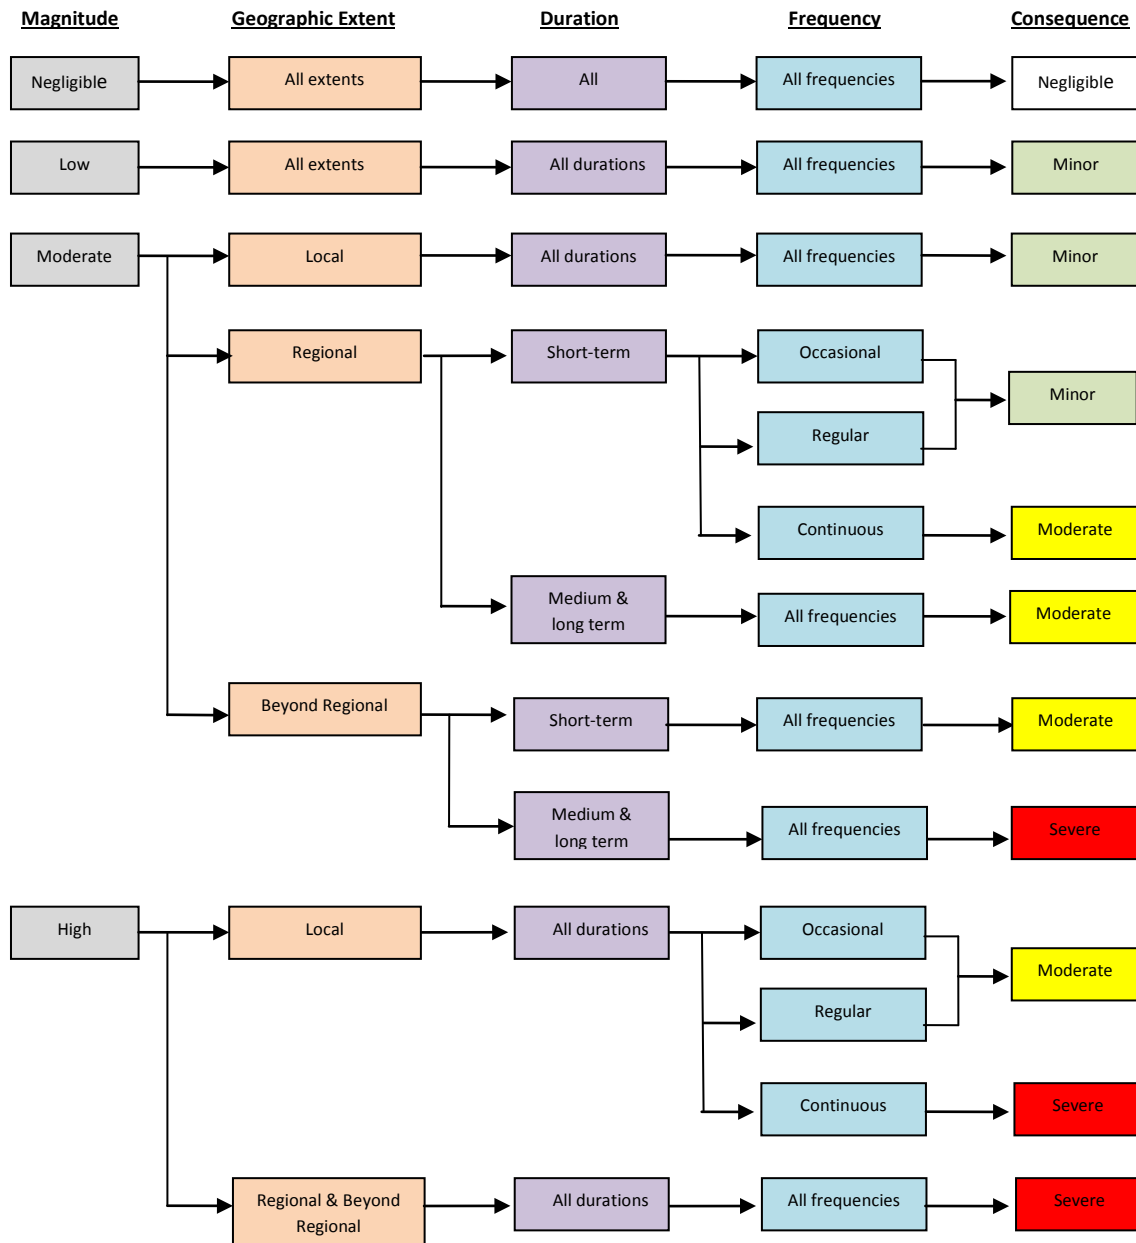 Magnitude Geographic Extent Duration Frequency Consequence
Negligible All extents All All frequencies Negligible
Low All extents All durations All frequencies Minor
Moderate Local All durations All frequencies Minor
Regional Short-term Occasional
Minor
Regular
Continuous Moderate
Medium &
long term All frequencies Moderate
Beyond Regional Short-term All frequencies Moderate
Medium &
long term All frequencies Severe
High Local All durations Occasional
Moderate
Regular
Continuous Severe
Regional & Beyond
Regional All durations All frequencies Severe